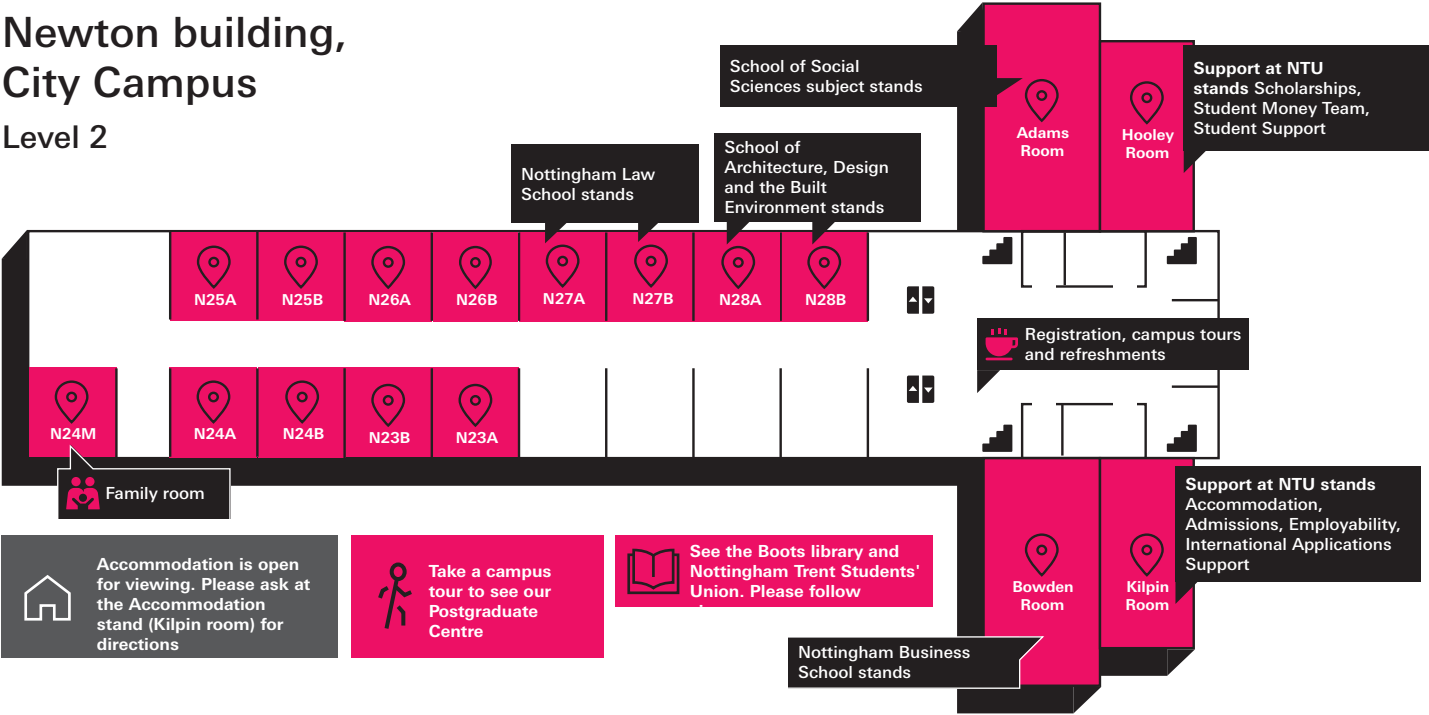 Newton building,
City Campus
Level 2
School of Social
Sciences subject stands
Adams
Room
Hooley
Room
Support at NTU
stands Scholarships,
Student Money Team,
Student Support
Nottingham Law
School stands
School of
Architecture, Design
and the Built
Environment stands
N25A
N25B
N26A
N26B
N27A
N27B
N28A
N28B
Registration, campus tours
and refreshments
N24M
N24A
N24B
N23B
N23A
Family room
Accommodation is open
for viewing. Please ask at
the Accommodation
stand (Kilpin room) for
directions
Take a campus
tour to see our
Postgraduate
Centre
See the Boots library and
Nottingham Trent Students'
Union. Please follow
Bowden
Room
Kilpin
Room
Support at NTU stands
Accommodation,
Admissions, Employability,
International Applications
Support
Nottingham Business
School stands